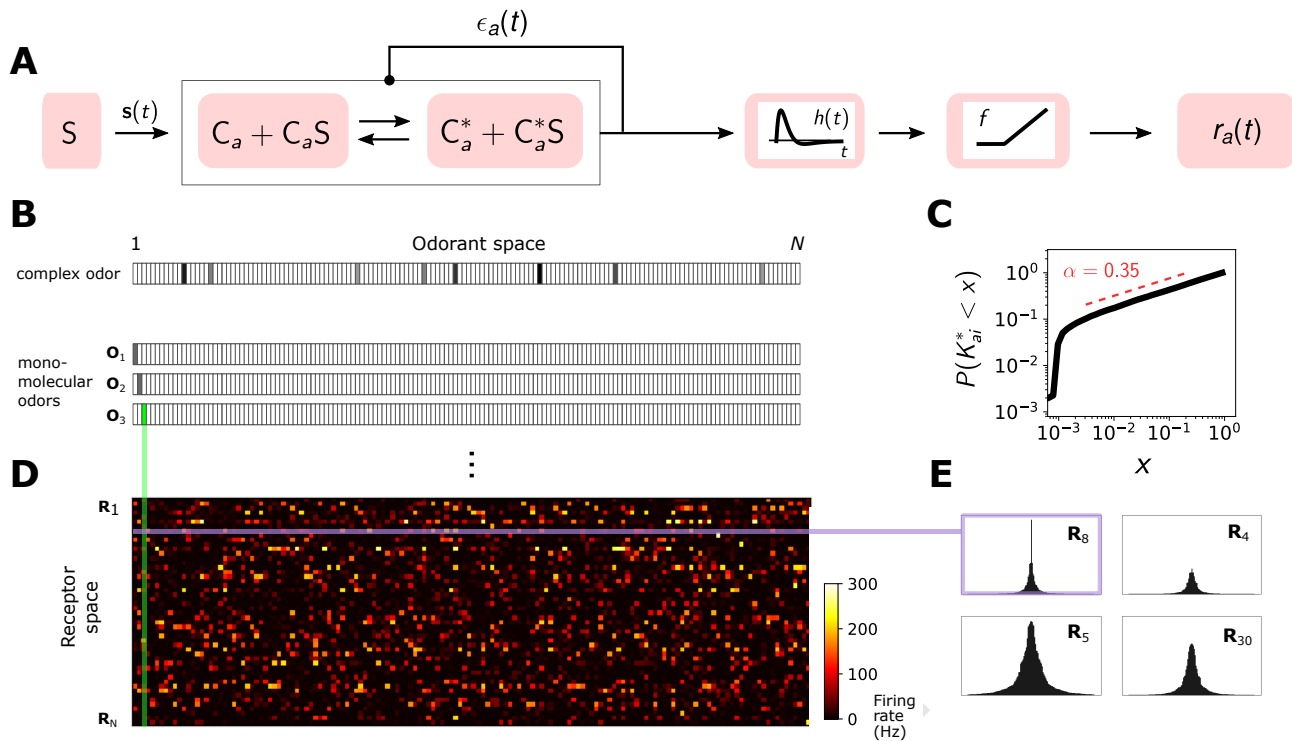 A
ϵₐ(t)
S
s(t)
Cₐ + CₐS
C*ₐ + C*ₐS
h(t)
t
f
rₐ(t)
B
1
Odorant space
N
complex odor
mono-
molecular
odors
O₁
O₂
O₃
⋮
C
α = 0.35
P(K*ₐᵢ < x)
10⁰
10⁻¹
10⁻²
10⁻³
10⁻³
10⁻²
10⁻¹
10⁰
x
D
R₁
Receptor
space
R_N
300
200
100
0
Firing
rate
(Hz)
E
R₈
R₄
R₅
R₃₀